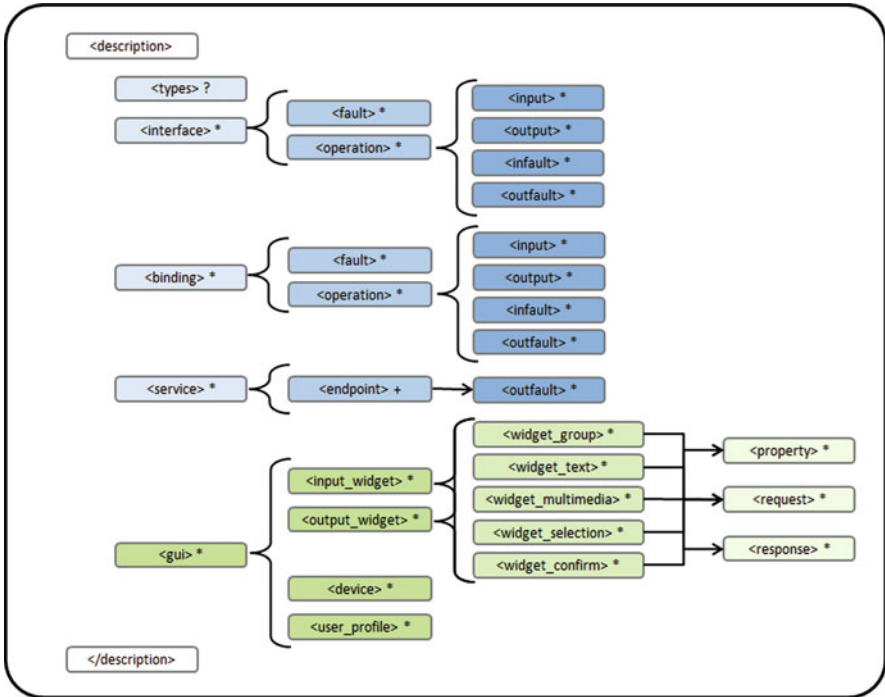 <description>
<types> ?
<interface> *
<fault> *
<operation> *
<input> *
<output> *
<infault> *
<outfault> *
<binding> *
<fault> *
<operation> *
<input> *
<output> *
<infault> *
<outfault> *
<service> *
<endpoint> +
<outfault> *
<gui> *
<input_widget> *
<output_widget> *
<device> *
<user_profile> *
<widget_group> *
<widget_text> *
<widget_multimedia> *
<widget_selection> *
<widget_confirm> *
<property> *
<request> *
<response> *
</description>